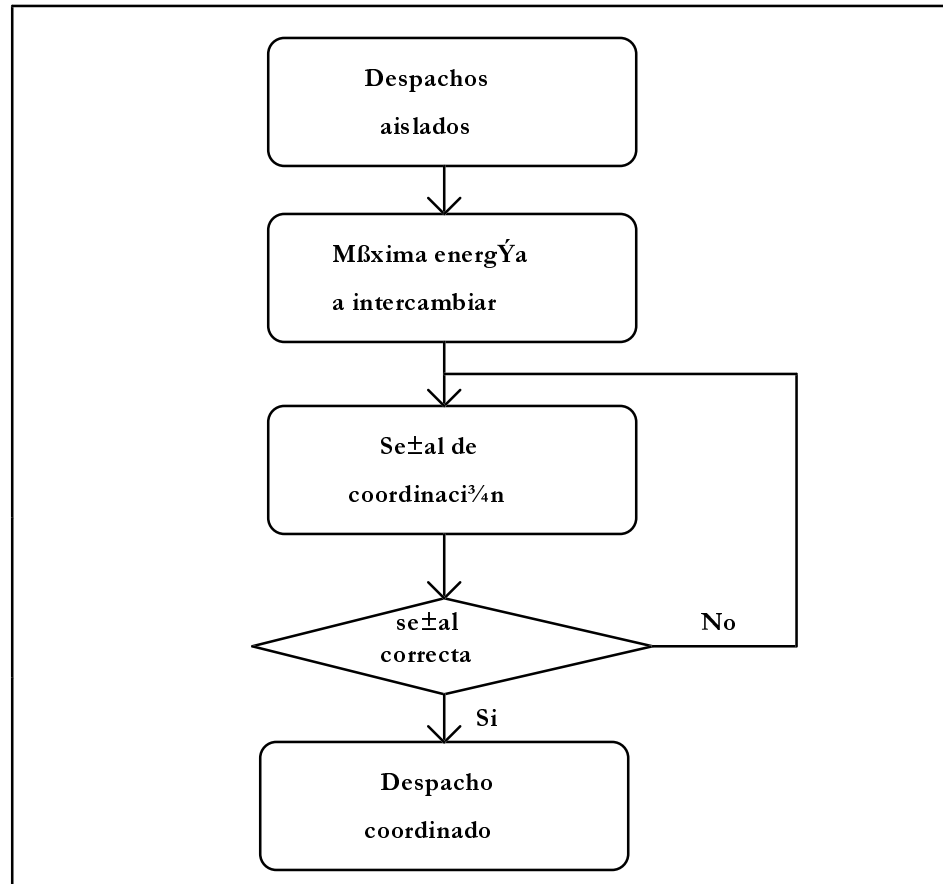 Despachos
aislados
Mßxima energÝa
a intercambiar
Se±al de
coordinaci¾n
se±al
correcta
No
Si
Despacho
coordinado